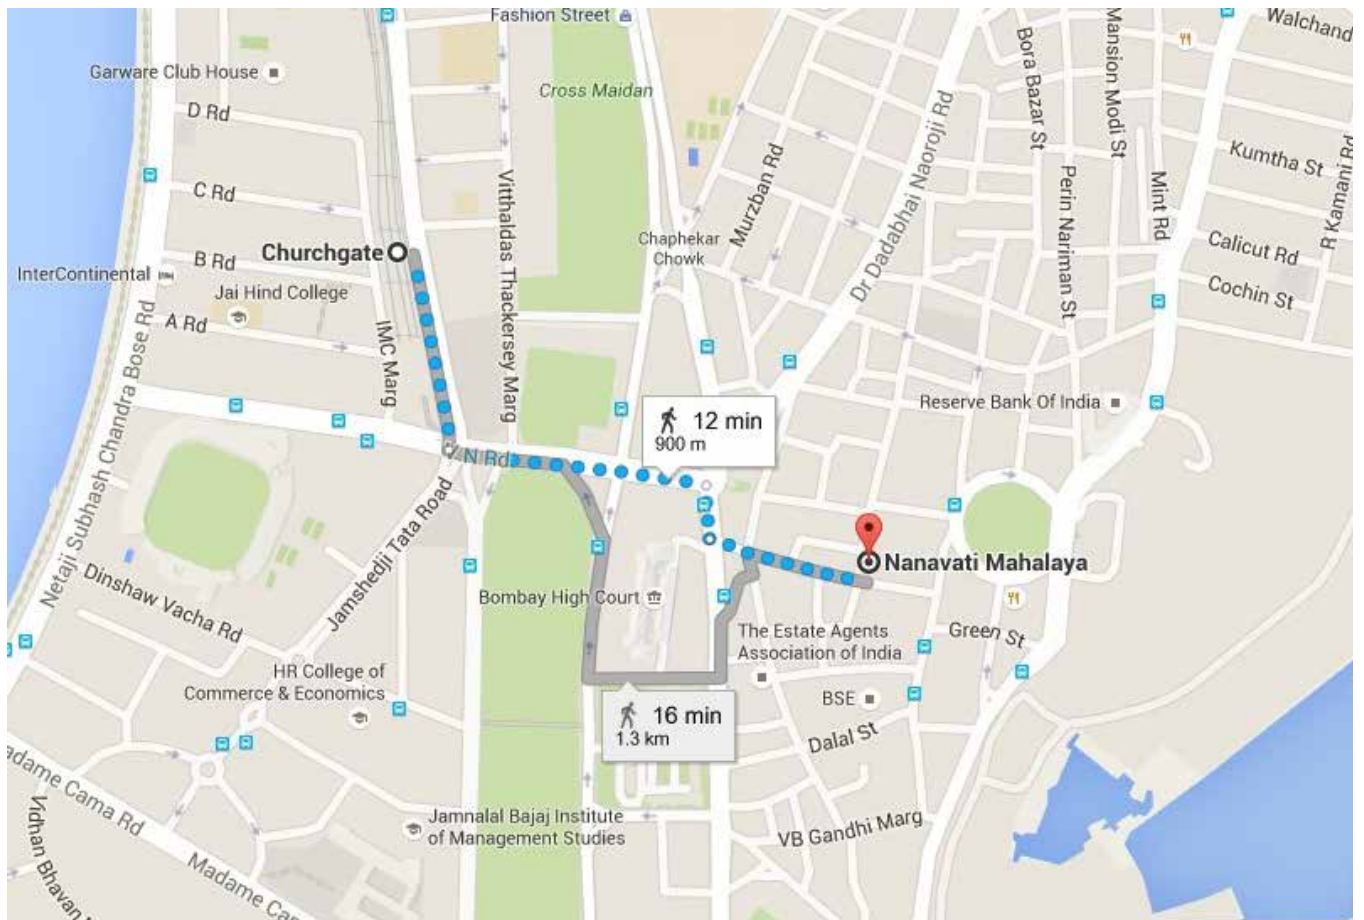 Fashion Street
Walchand
Garware Club House
Cross Maidan
D Rd
Bora Bazar St
Mansion Modi St
Kumtha St
R Kamani Rd
C Rd
Vitthaldas Thackersey Marg
Murzban Rd
Dr Dadabhai Naoroji Rd
Perin Nariman St
Mint Rd
Calicut Rd
Churchgate
Chaphekar
Chowk
B Rd
InterContinental
Cochin St
Jai Hind College
A Rd
IMC Marg
Netaji Subhash Chandra Bose Rd
Reserve Bank Of India
12 min
900 m
N Rd
Jamshedji Tata Road
Nanavati Mahalaya
Dinshaw Vacha Rd
Bombay High Court
The Estate Agents
Association of India
Green St
HR College of
Commerce & Economics
BSE
16 min
1.3 km
Dalal St
adame Cama Rd
Jamnalal Bajaj Institute
of Management Studies
VB Gandhi Marg
Vidhan Bhavan
Madame Cam